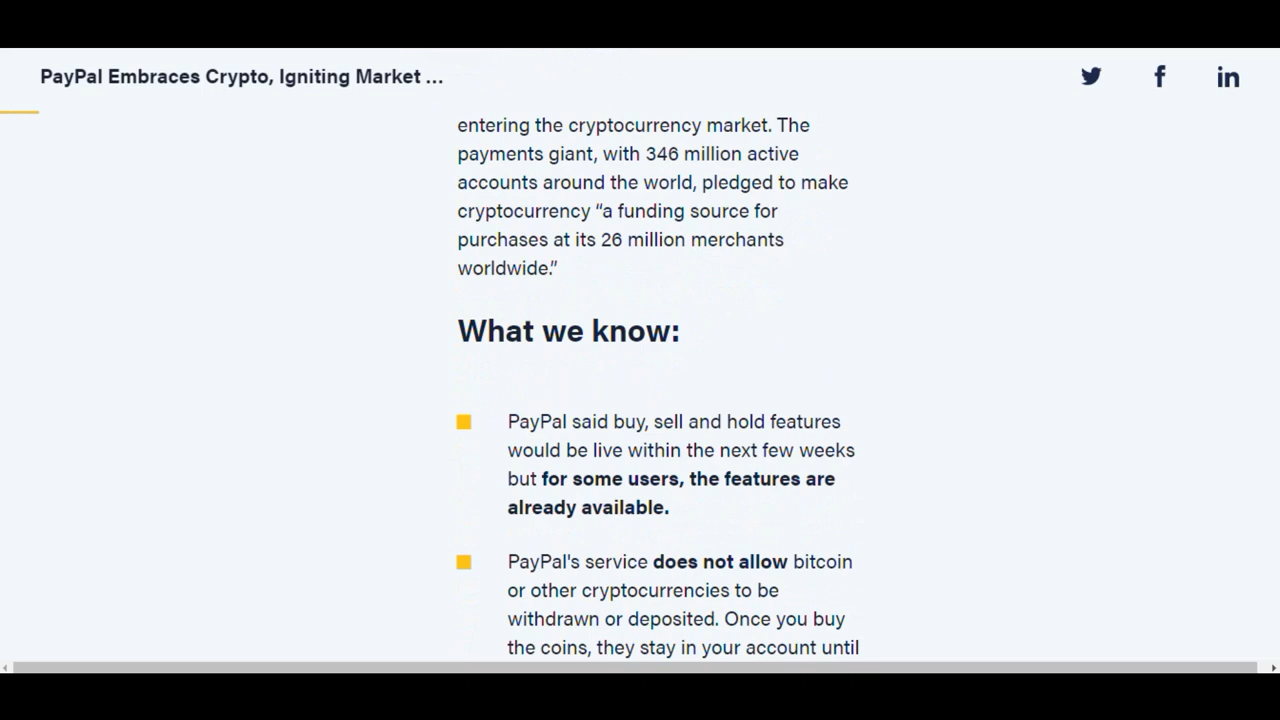 PayPal Embraces Crypto, Igniting Market ...
entering the cryptocurrency market. The
payments giant, with 346 million active
accounts around the world, pledged to make
cryptocurrency “a funding source for
purchases at its 26 million merchants
worldwide.”
What we know:
PayPal said buy, sell and hold features
would be live within the next few weeks
but for some users, the features are
already available.
PayPal's service does not allow bitcoin
or other cryptocurrencies to be
withdrawn or deposited. Once you buy
the coins, they stay in your account until